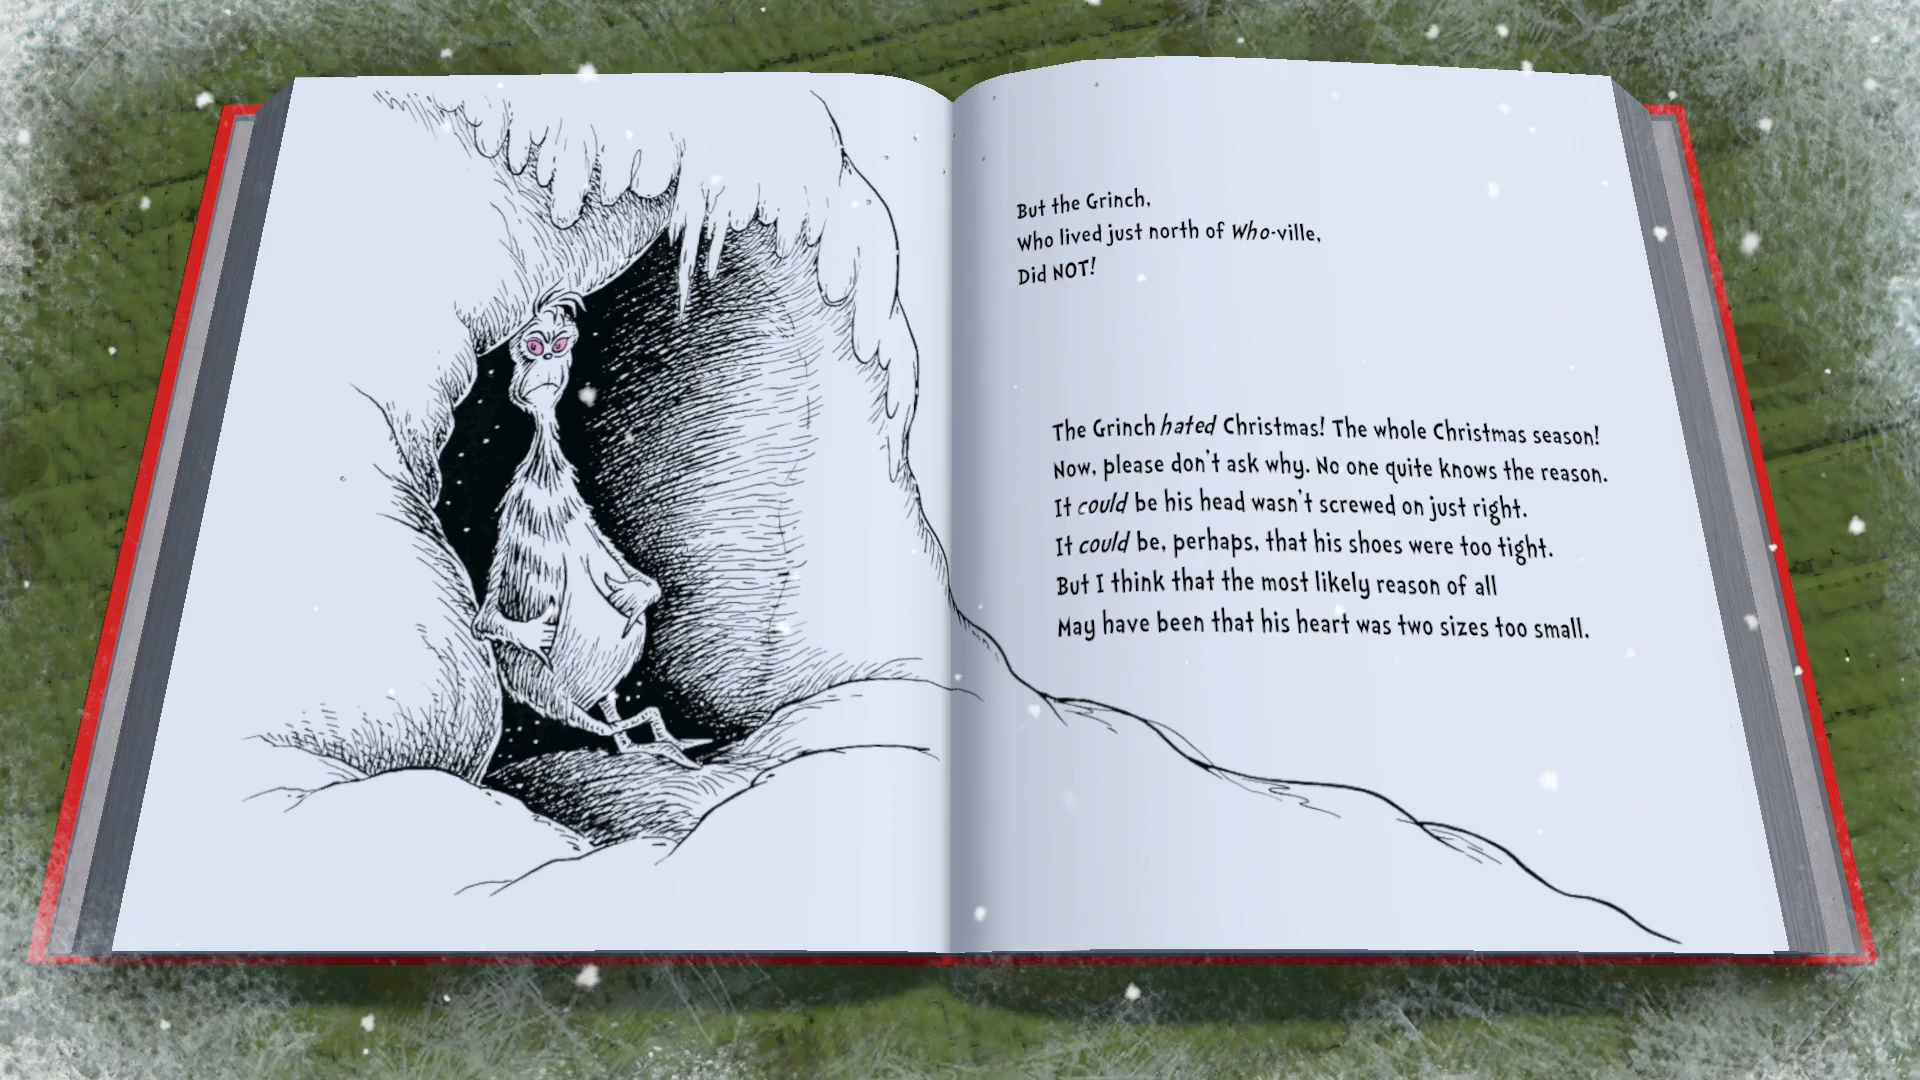 But the Grinch,
Who lived just north of Who-ville,
Did NOT!
The Grinch hated Christmas! The whole Christmas season!
Now, please don't ask why. No one quite knows the reason.
It could be his head wasn't screwed on just right.
It could be, perhaps, that his shoes were too tight.
But I think that the most likely reason of all
May have been that his heart was two sizes too small.